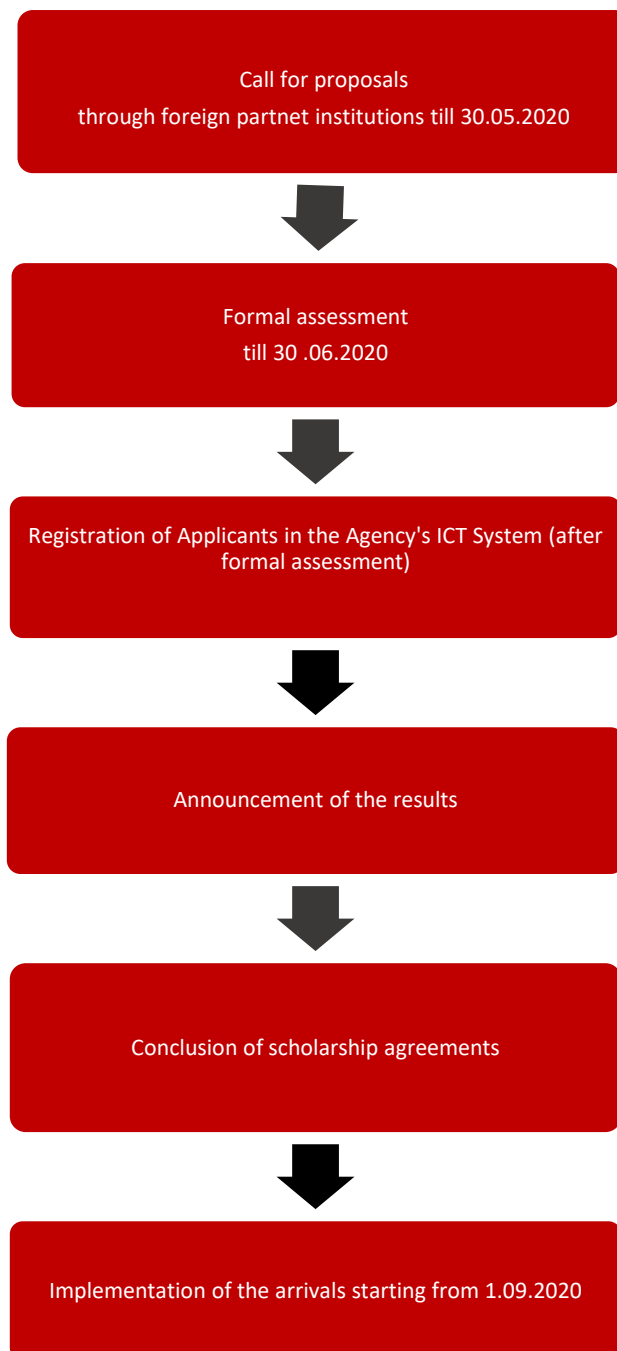 Call for proposals
through foreign partnet institutions till 30.05.2020
Formal assessment
till 30 .06.2020
Registration of Applicants in the Agency's ICT System (after
formal assessment)
Announcement of the results
Conclusion of scholarship agreements
Implementation of the arrivals starting from 1.09.2020